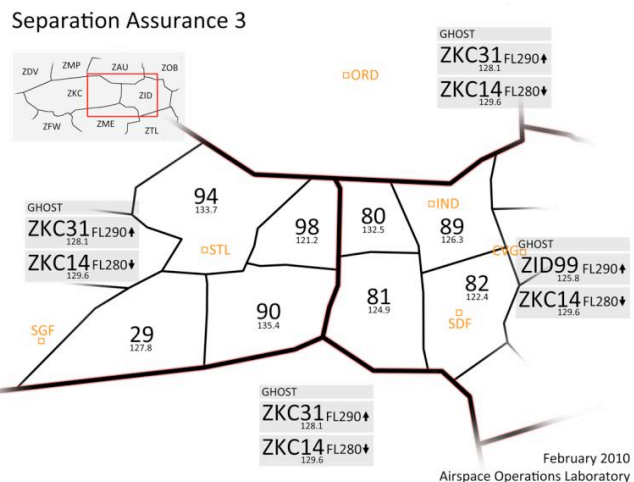 Separation Assurance 3
ZDV
ZMP
ZAU
ZOB
ZKC
ZID
ZFW
ZME
ZTL
ORD
GHOST
ZKC31 FL290
128.1
ZKC14 FL280
129.6
94
133.7
98
121.2
80
132.5
IND
89
126.3
GHOST
ZKC31 FL290
128.1
ZKC14 FL280
129.6
STL
CVG
GHOST
ZID99 FL290
125.8
ZKC14 FL280
129.6
SGF
29
127.8
90
135.4
81
124.9
82
122.4
SDF
GHOST
ZKC31 FL290
128.1
ZKC14 FL280
129.6
February 2010
Airspace Operations Laboratory